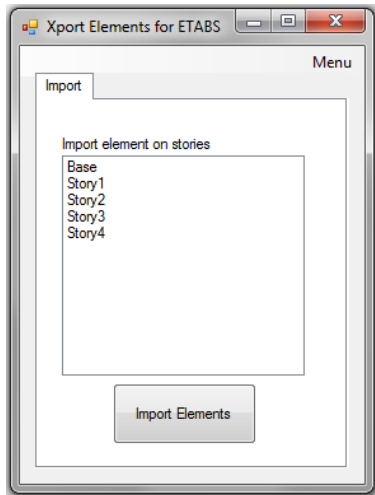 Xport Elements for ETABS
Menu
Import
Import element on stories
Base
Story1
Story2
Story3
Story4
Import Elements